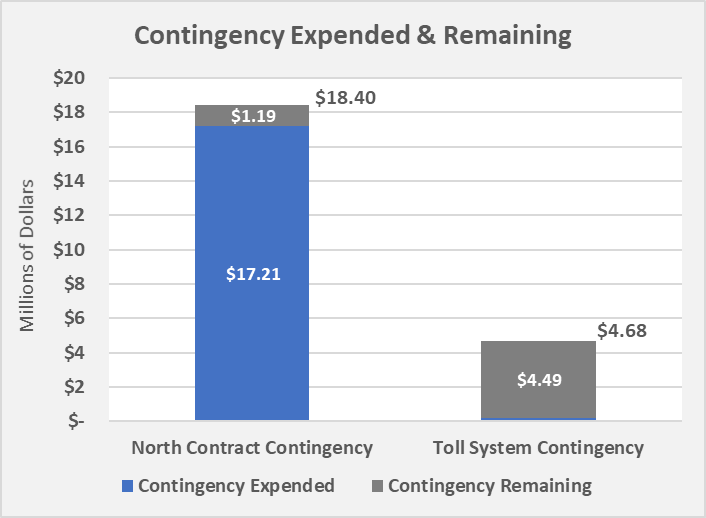 Contingency Expended & Remaining
Millions of Dollars
$20
$18
$16
$14
$12
$10
$8
$6
$4
$2
$-
$18.40
$1.19
$17.21
$4.68
$4.49
North Contract Contingency
Toll System Contingency
Contingency Expended
Contingency Remaining